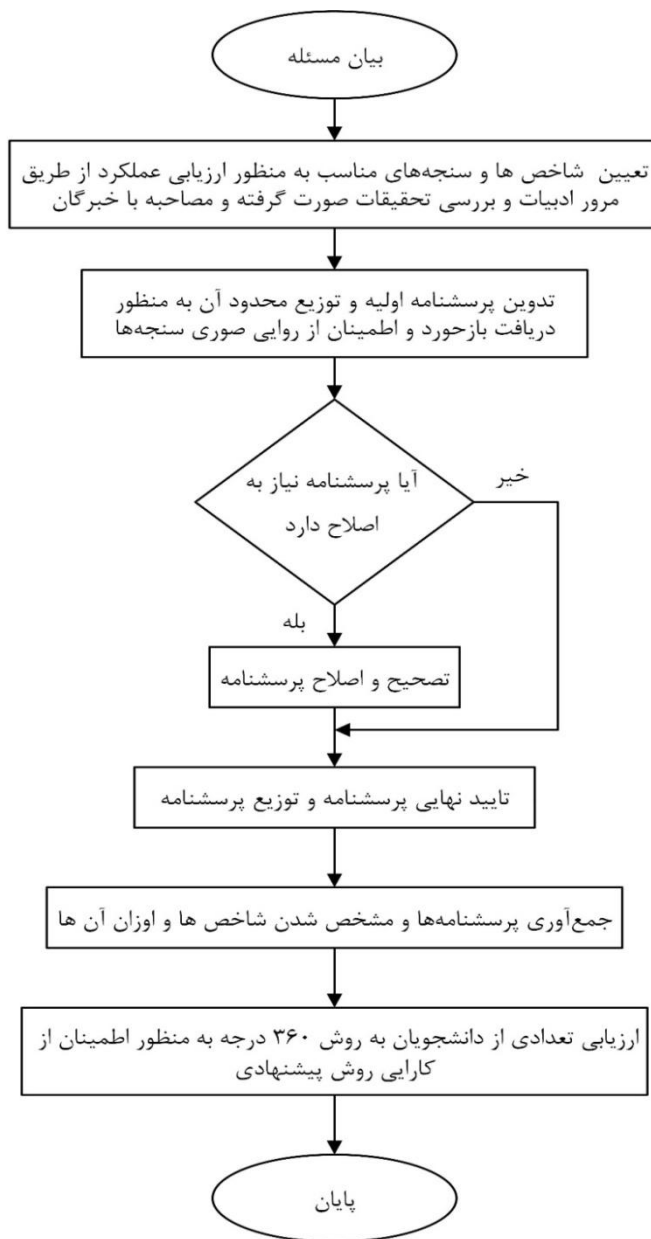 بیان مسئله
تعیین شاخص ها و سنجه‌های مناسب به منظور ارزیابی عملکرد از طریق
مرور ادبیات و بررسی تحقیقات صورت گرفته و مصاحبه با خبرگان
تدوین پرسشنامه اولیه و توزیع محدود آن به منظور
دریافت بازخورد و اطمینان از روایی صوری سنجه‌ها
آیا پرسشنامه نیاز به
اصلاح دارد
خیر
بله
تصحیح و اصلاح پرسشنامه
تایید نهایی پرسشنامه و توزیع پرسشنامه
جمع‌آوری پرسشنامه‌ها و مشخص شدن شاخص ها و اوزان آن ها
ارزیابی تعدادی از دانشجویان به روش ۳۶۰ درجه به منظور اطمینان از
کارایی روش پیشنهادی
پایان